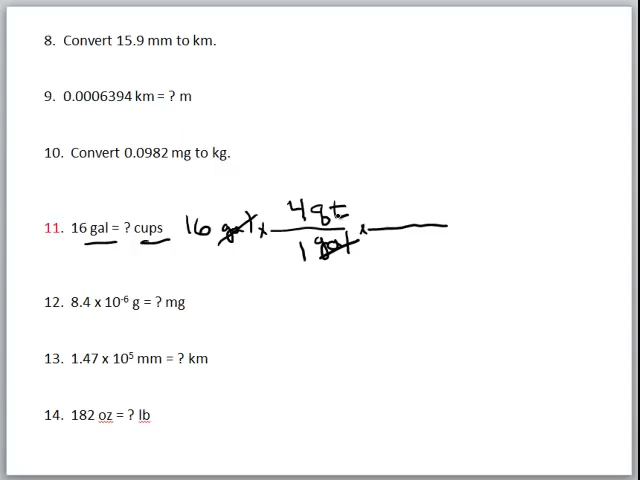 8. Convert 15.9 mm to km.
9. 0.0006394 km = ? m
10. Convert 0.0982 mg to kg.
11. 16 gal = ? cups 16 gal x 4 qt / 1 gal x
12. 8.4 x 10⁻⁶ g = ? mg
13. 1.47 x 10⁵ mm = ? km
14. 182 oz = ? lb